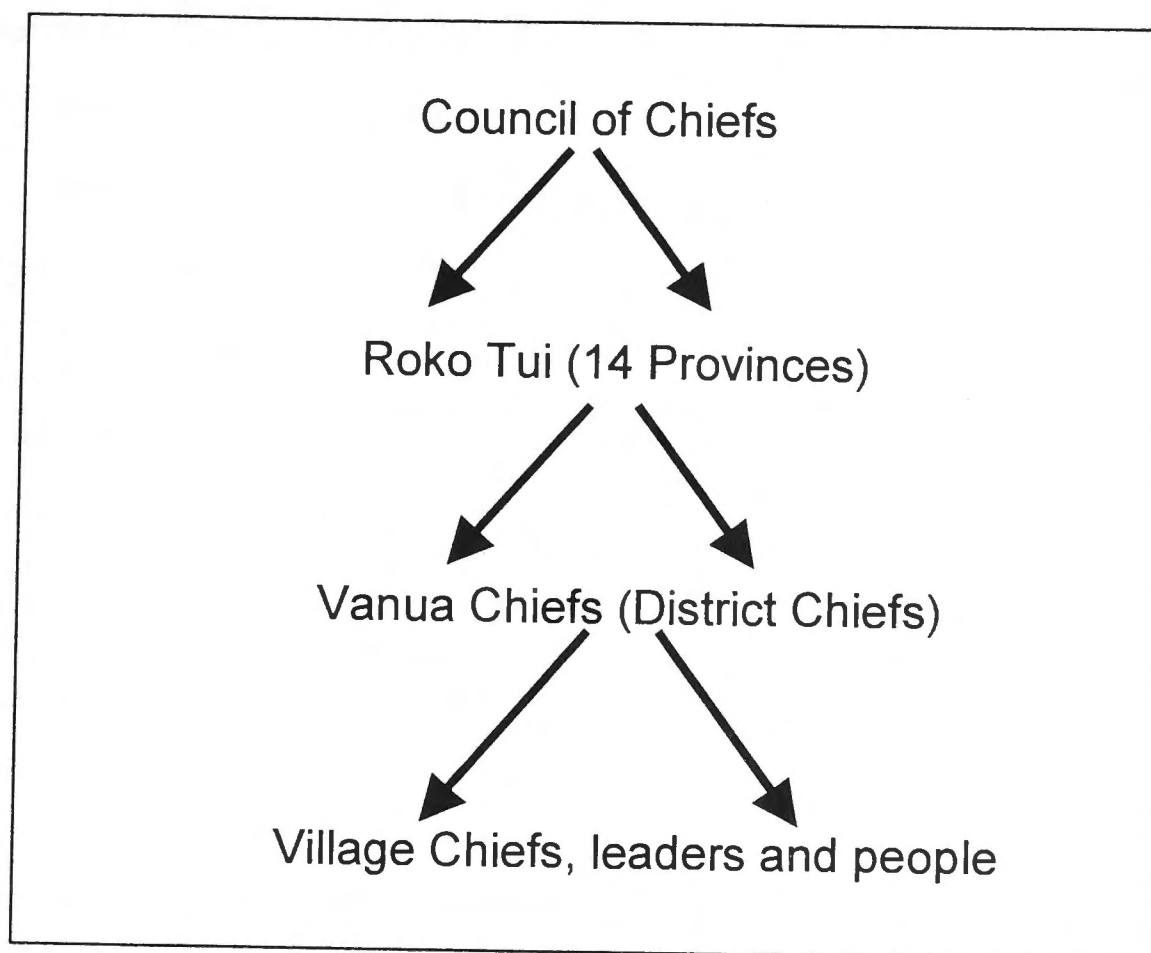 Council of Chiefs
Roko Tui (14 Provinces)
Vanua Chiefs (District Chiefs)
Village Chiefs, leaders and people